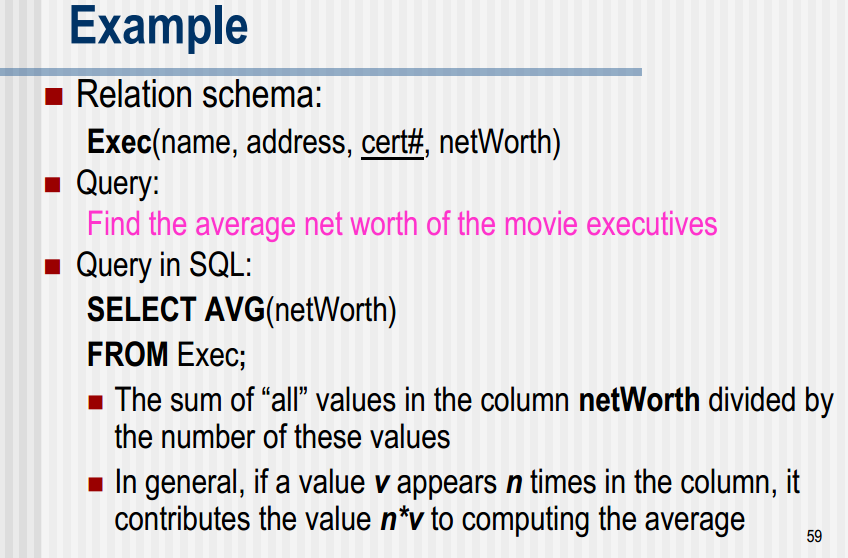 Example
Relation schema:
Exec(name, address, cert#, netWorth)
Query:
Find the average net worth of the movie executives
Query in SQL:
SELECT AVG(netWorth)
FROM Exec;
The sum of “all” values in the column netWorth divided by
the number of these values
In general, if a value v appears n times in the column, it
contributes the value n*v to computing the average
59